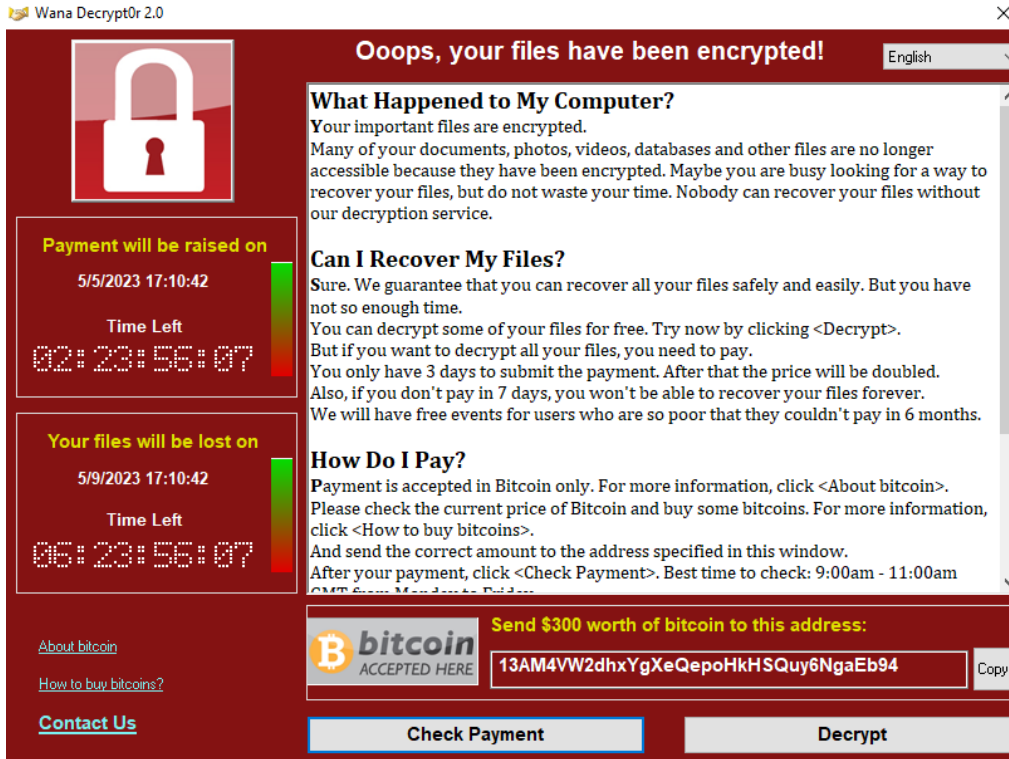 Wana Decrypt0r 2.0
Ooops, your files have been encrypted!
English
What Happened to My Computer?
Your important files are encrypted.
Many of your documents, photos, videos, databases and other files are no longer
accessible because they have been encrypted. Maybe you are busy looking for a way to
recover your files, but do not waste your time. Nobody can recover your files without
our decryption service.
Can I Recover My Files?
Sure. We guarantee that you can recover all your files safely and easily. But you have
not so enough time.
You can decrypt some of your files for free. Try now by clicking <Decrypt>.
But if you want to decrypt all your files, you need to pay.
You only have 3 days to submit the payment. After that the price will be doubled.
Also, if you don't pay in 7 days, you won't be able to recover your files forever.
We will have free events for users who are so poor that they couldn't pay in 6 months.
How Do I Pay?
Payment is accepted in Bitcoin only. For more information, click <About bitcoin>.
Please check the current price of Bitcoin and buy some bitcoins. For more information,
click <How to buy bitcoins>.
And send the correct amount to the address specified in this window.
After your payment, click <Check Payment>. Best time to check: 9:00am - 11:00am
GMT from Monday to Friday.
Payment will be raised on
5/5/2023 17:10:42
Time Left
02:23:56:07
Your files will be lost on
5/9/2023 17:10:42
Time Left
06:23:56:07
About bitcoin
How to buy bitcoins?
Contact Us
bitcoin
ACCEPTED HERE
Send $300 worth of bitcoin to this address:
13AM4VW2dhxYgXeQepoHkHSQuy6NgaEb94
Copy
Check Payment
Decrypt